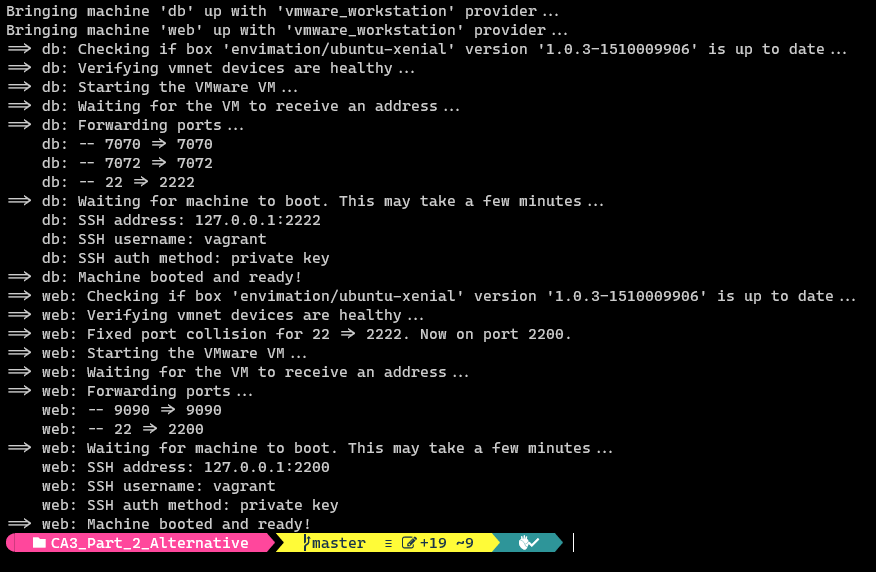 Bringing machine 'db' up with 'vmware_workstation' provider...
Bringing machine 'web' up with 'vmware_workstation' provider...
==> db: Checking if box 'envimation/ubuntu-xenial' version '1.0.3-1510009906' is up to date...
==> db: Verifying vmnet devices are healthy...
==> db: Starting the VMware VM...
==> db: Waiting for the VM to receive an address...
==> db: Forwarding ports...
db: -- 7070 => 7070
db: -- 7072 => 7072
db: -- 22 => 2222
==> db: Waiting for machine to boot. This may take a few minutes...
db: SSH address: 127.0.0.1:2222
db: SSH username: vagrant
db: SSH auth method: private key
==> db: Machine booted and ready!
==> web: Checking if box 'envimation/ubuntu-xenial' version '1.0.3-1510009906' is up to date...
==> web: Verifying vmnet devices are healthy...
==> web: Fixed port collision for 22 => 2222. Now on port 2200.
==> web: Starting the VMware VM...
==> web: Waiting for the VM to receive an address...
==> web: Forwarding ports...
web: -- 9090 => 9090
web: -- 22 => 2200
==> web: Waiting for machine to boot. This may take a few minutes...
web: SSH address: 127.0.0.1:2200
web: SSH username: vagrant
web: SSH auth method: private key
==> web: Machine booted and ready!
CA3_Part_2_Alternative master ≡ +19 ~9